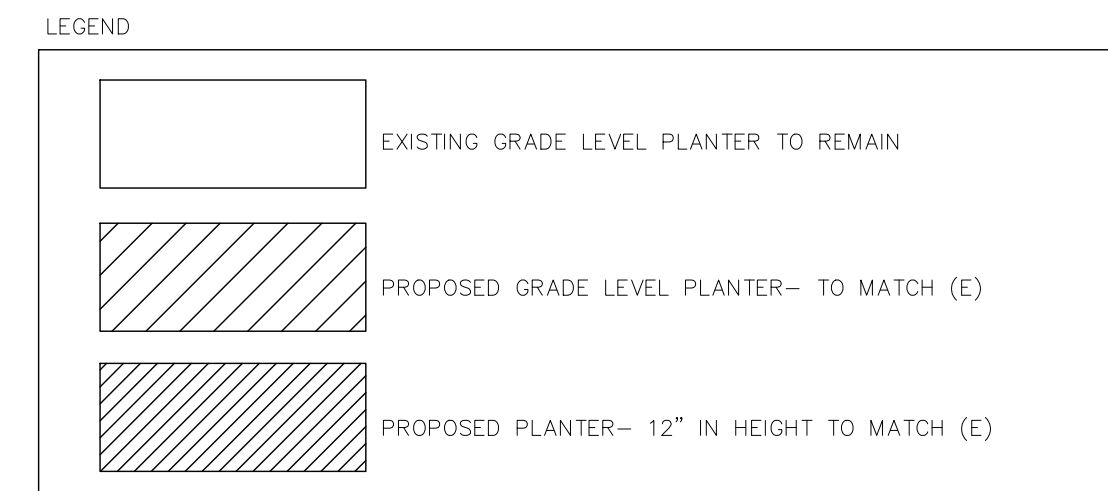 LEGEND
EXISTING GRADE LEVEL PLANTER TO REMAIN
PROPOSED GRADE LEVEL PLANTER– TO MATCH (E)
PROPOSED PLANTER– 12” IN HEIGHT TO MATCH (E)